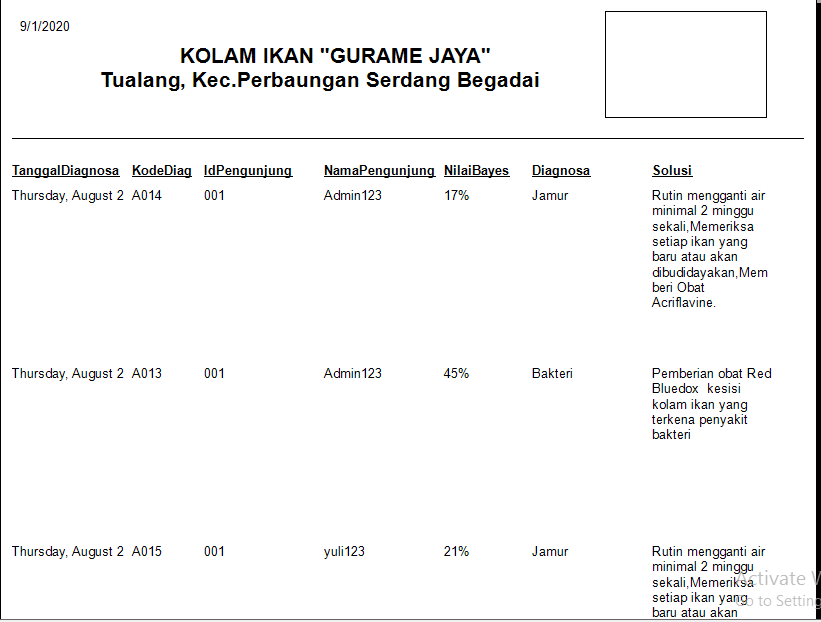 9/1/2020
KOLAM IKAN "GURAME JAYA"
Tualang, Kec.Perbaungan Serdang Begadai
TanggalDiagnosa KodeDiag IdPengunjung NamaPengunjung NilaiBayes Diagnosa Solusi
Thursday, August 2 A014 001 Admin123 17% Jamur Rutin mengganti air
minimal 2 minggu
sekali,Memeriksa
setiap ikan yang
baru atau akan
dibudidayakan,Mem
beri Obat
Acriflavine.
Thursday, August 2 A013 001 Admin123 45% Bakteri Pemberian obat Red
Bluedox kesisi
kolam ikan yang
terkena penyakit
bakteri
Thursday, August 2 A015 001 yuli123 21% Jamur Rutin mengganti air
minimal 2 minggu
sekali,Memeriksa
setiap ikan yang
baru atau akan
Activate W
Go to Setting